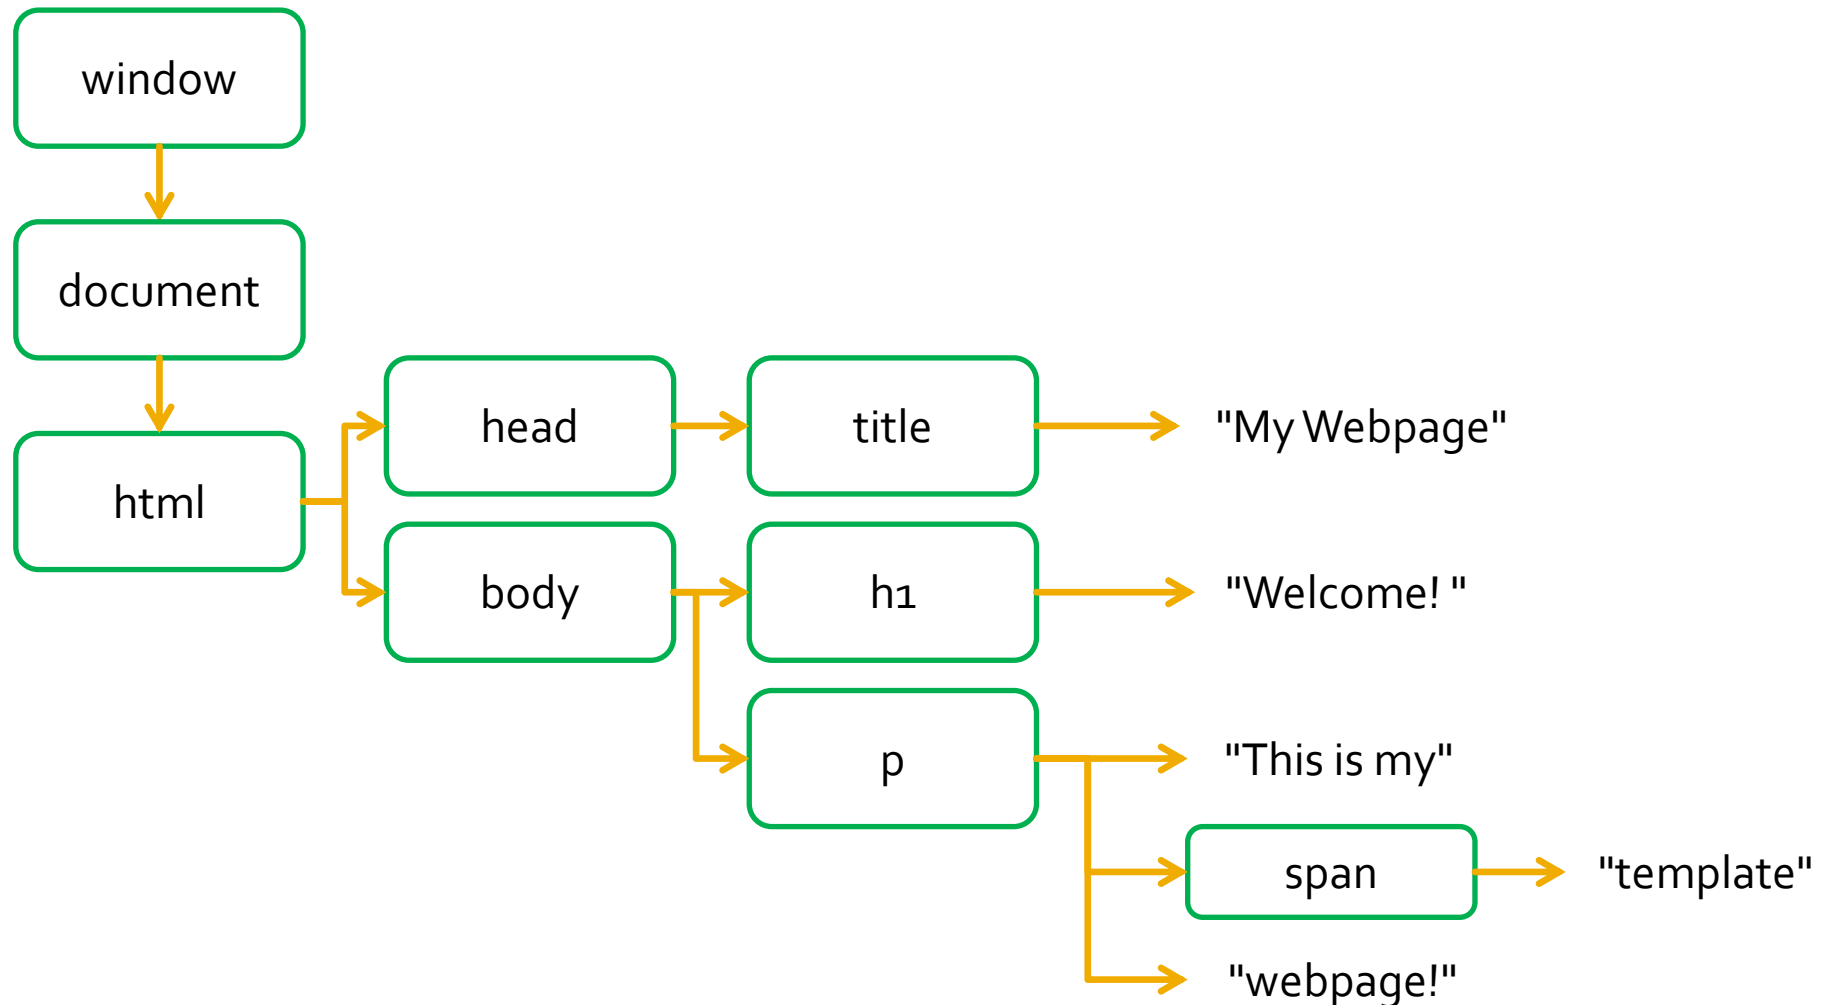 window
document
html
head
title
"My Webpage"
body
h1
"Welcome! "
p
"This is my"
span
"template"
"webpage!"